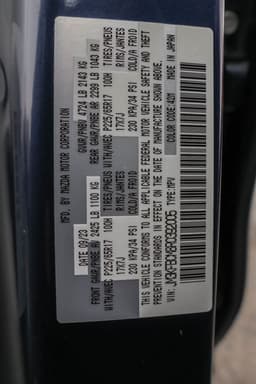 MAZDA MOTOR CORPORATION
GVWR/PNBV 4724 LB 2143 KG
DATE: 09/23
FRONT GAWR/PNBE AV 2425 LB 1100 KG REAR GAWR/PNBE AR 2299 LB 1043 KG
WITH/AVEC P225/65R17 100H TIRES/PNEUS WITH/AVEC P225/65R17 100H TIRES/PNEUS
17X7J RIMS/JANTES 17X7J RIMS/JANTES
230 KPA/34 PSI COLD/A FROID 230 KPA/34 PSI COLD/A FROID
THIS VEHICLE CONFORMS TO ALL APPLICABLE FEDERAL MOTOR VEHICLE SAFETY AND THEFT
PREVENTION STANDARDS IN EFFECT ON THE DATE OF MANUFACTURE SHOWN ABOVE.
TYPE: MPV COLOR CODE: 42M MADE IN JAPAN